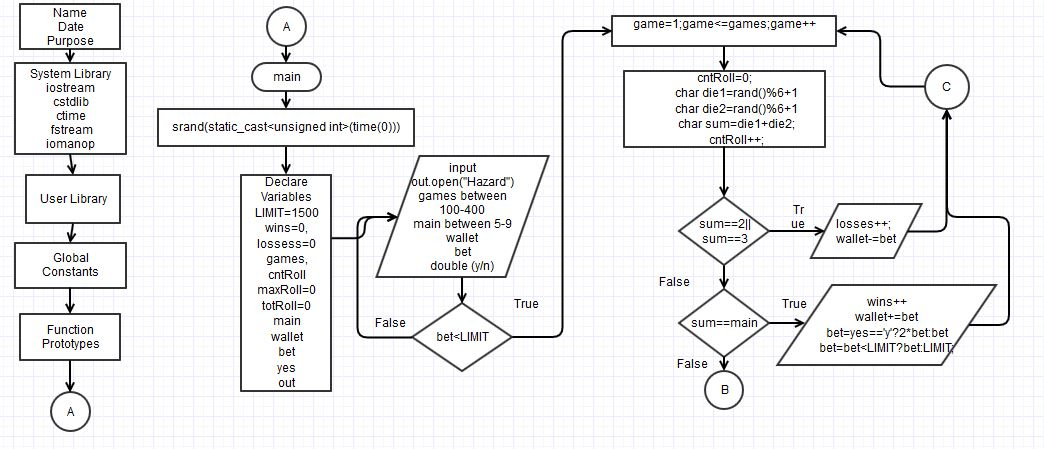 Name
Date
Purpose
System Library
iostream
cstdlib
ctime
fstream
iomanop
User Library
Global
Constants
Function
Prototypes
A
A
main
srand(static_cast<unsigned int>(time(0)))
Declare
Variables
LIMIT=1500
wins=0,
lossess=0
games,
cntRoll
maxRoll=0
totRoll=0
main
wallet
bet
yes
out
input
out.open("Hazard")
games between
100-400
main between 5-9
wallet
bet
double (y/n)
bet<LIMIT
False
True
game=1;game<=games;game++
cntRoll=0;
char die1=rand()%6+1
char die2=rand()%6+1
char sum=die1+die2;
cntRoll++;
sum==2||
sum==3
Tr
ue
losses++;
wallet-=bet
C
False
sum==main
True
wins++
wallet+=bet
bet=yes=='y'?2*bet:bet
bet=bet<LIMIT?bet:LIMIT;
False
B